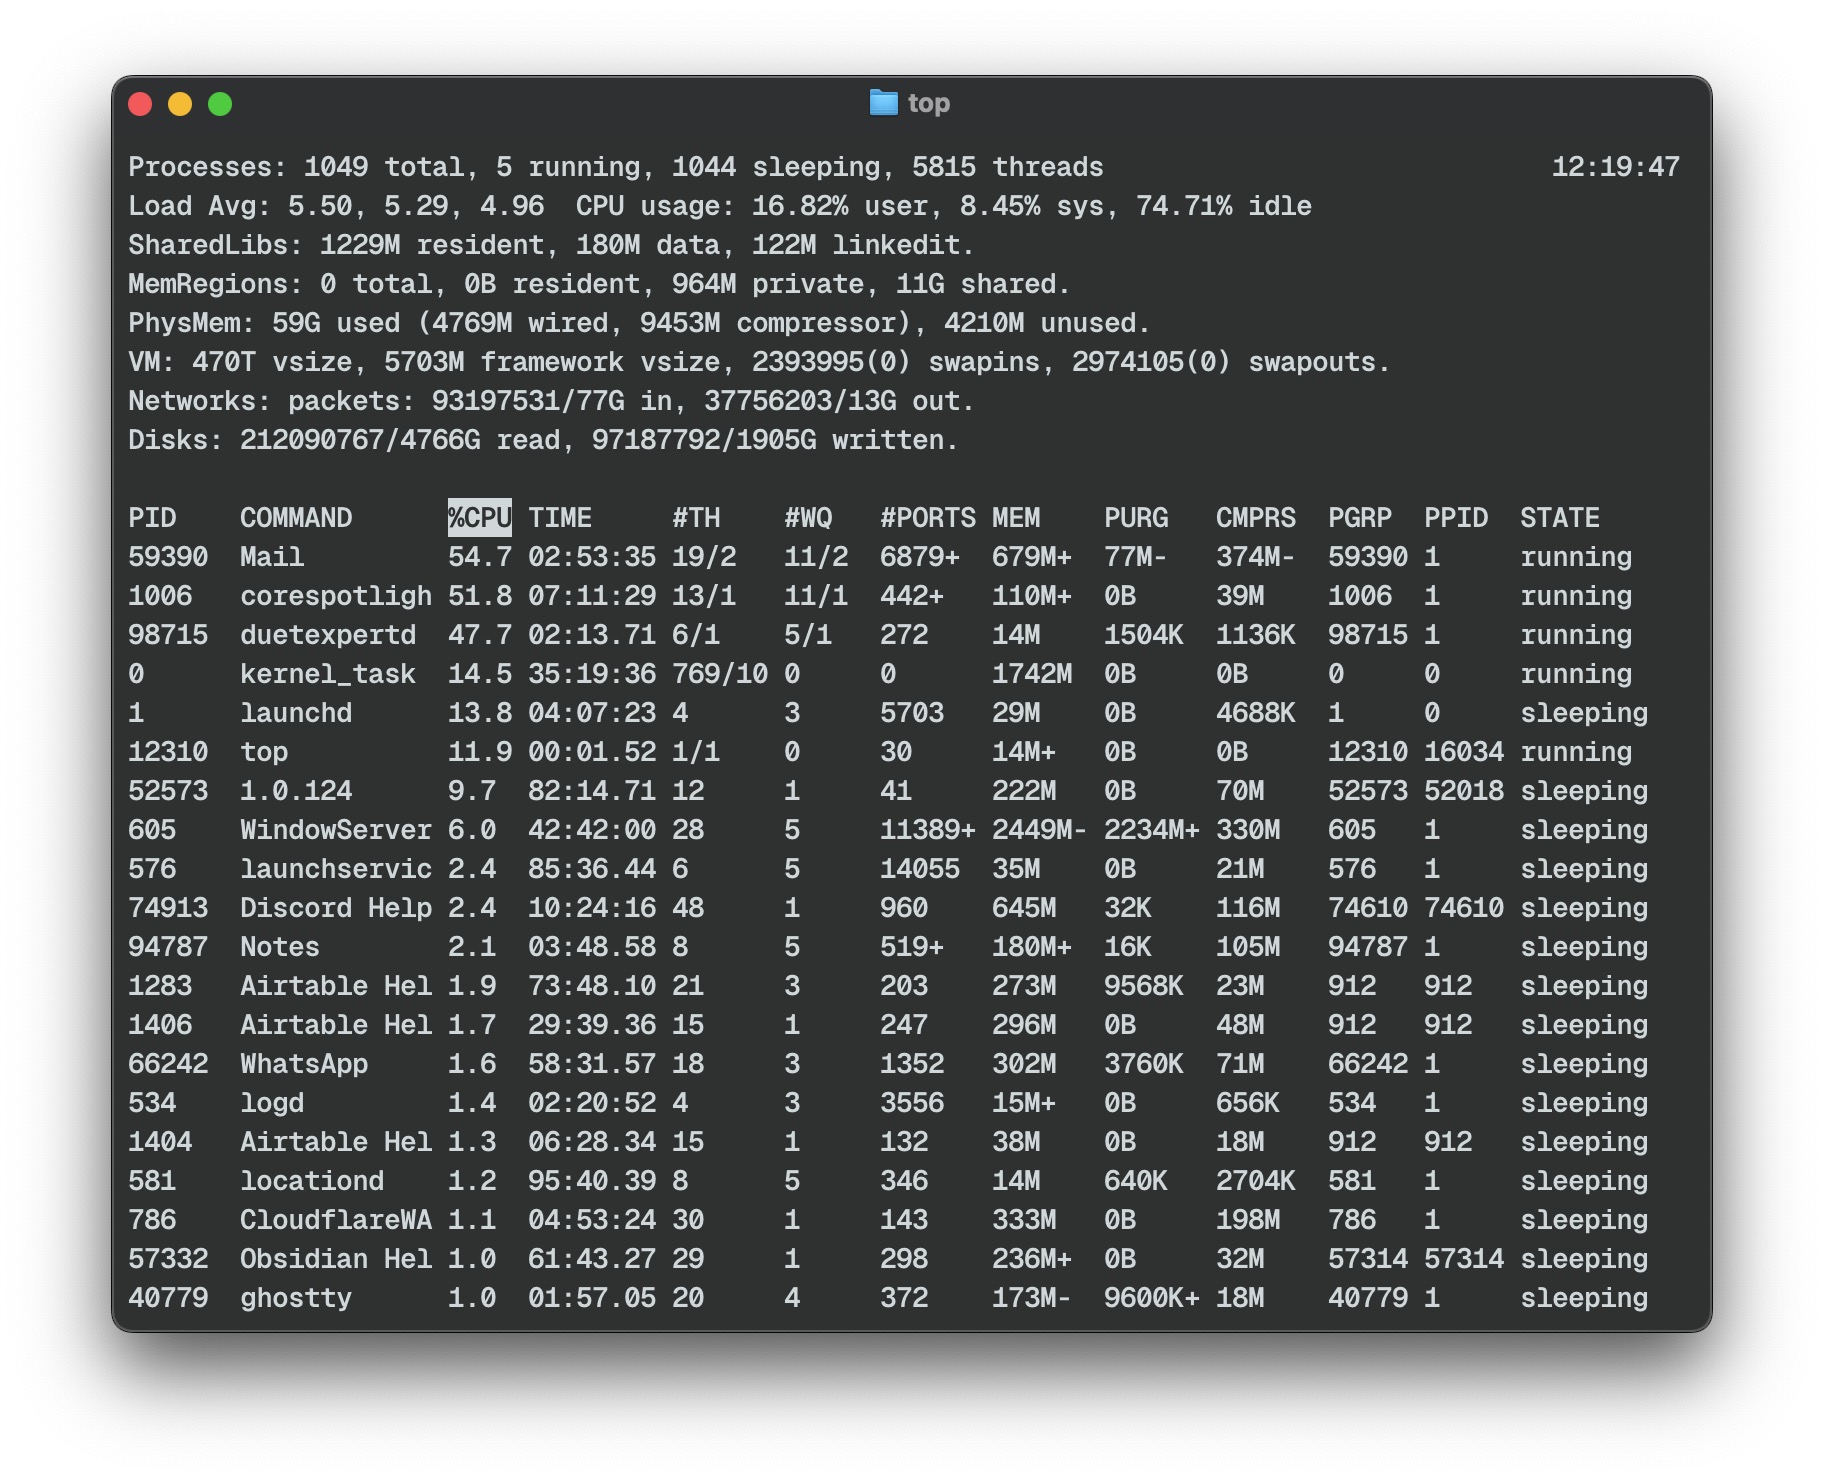 top
Processes: 1049 total, 5 running, 1044 sleeping, 5815 threads 12:19:47
Load Avg: 5.50, 5.29, 4.96  CPU usage: 16.82% user, 8.45% sys, 74.71% idle
SharedLibs: 1229M resident, 180M data, 122M linkedit.
MemRegions: 0 total, 0B resident, 964M private, 11G shared.
PhysMem: 59G used (4769M wired, 9453M compressor), 4210M unused.
VM: 470T vsize, 5703M framework vsize, 2393995(0) swapins, 2974105(0) swapouts.
Networks: packets: 93197531/77G in, 37756203/13G out.
Disks: 212090767/4766G read, 97187792/1905G written.
PID COMMAND %CPU TIME #TH #WQ #PORTS MEM PURG CMPRS PGRP PPID STATE
59390 Mail 54.7 02:53:35 19/2 11/2 6879+ 679M+ 77M- 374M- 59390 1 running
1006 corespotligh 51.8 07:11:29 13/1 11/1 442+ 110M+ 0B 39M 1006 1 running
98715 duetexpertd 47.7 02:13.71 6/1 5/1 272 14M 1504K 1136K 98715 1 running
0 kernel_task 14.5 35:19:36 769/10 0 0 1742M 0B 0B 0 0 running
1 launchd 13.8 04:07:23 4 3 5703 29M 0B 4688K 1 0 sleeping
12310 top 11.9 00:01.52 1/1 0 30 14M+ 0B 0B 12310 16034 running
52573 1.0.124 9.7 82:14.71 12 1 41 222M 0B 70M 52573 52018 sleeping
605 WindowServer 6.0 42:42:00 28 5 11389+ 2449M- 2234M+ 330M 605 1 sleeping
576 launchservic 2.4 85:36.44 6 5 14055 35M 0B 21M 576 1 sleeping
74913 Discord Help 2.4 10:24:16 48 1 960 645M 32K 116M 74610 74610 sleeping
94787 Notes 2.1 03:48.58 8 5 519+ 180M+ 16K 105M 94787 1 sleeping
1283 Airtable Hel 1.9 73:48.10 21 3 203 273M 9568K 23M 912 912 sleeping
1406 Airtable Hel 1.7 29:39.36 15 1 247 296M 0B 48M 912 912 sleeping
66242 WhatsApp 1.6 58:31.57 18 3 1352 302M 3760K 71M 66242 1 sleeping
534 logd 1.4 02:20:52 4 3 3556 15M+ 0B 656K 534 1 sleeping
1404 Airtable Hel 1.3 06:28.34 15 1 132 38M 0B 18M 912 912 sleeping
581 locationd 1.2 95:40.39 8 5 346 14M 640K 2704K 581 1 sleeping
786 CloudflareWA 1.1 04:53:24 30 1 143 333M 0B 198M 786 1 sleeping
57332 Obsidian Hel 1.0 61:43.27 29 1 298 236M+ 0B 32M 57314 57314 sleeping
40779 ghostty 1.0 01:57.05 20 4 372 173M- 9600K+ 18M 40779 1 sleeping